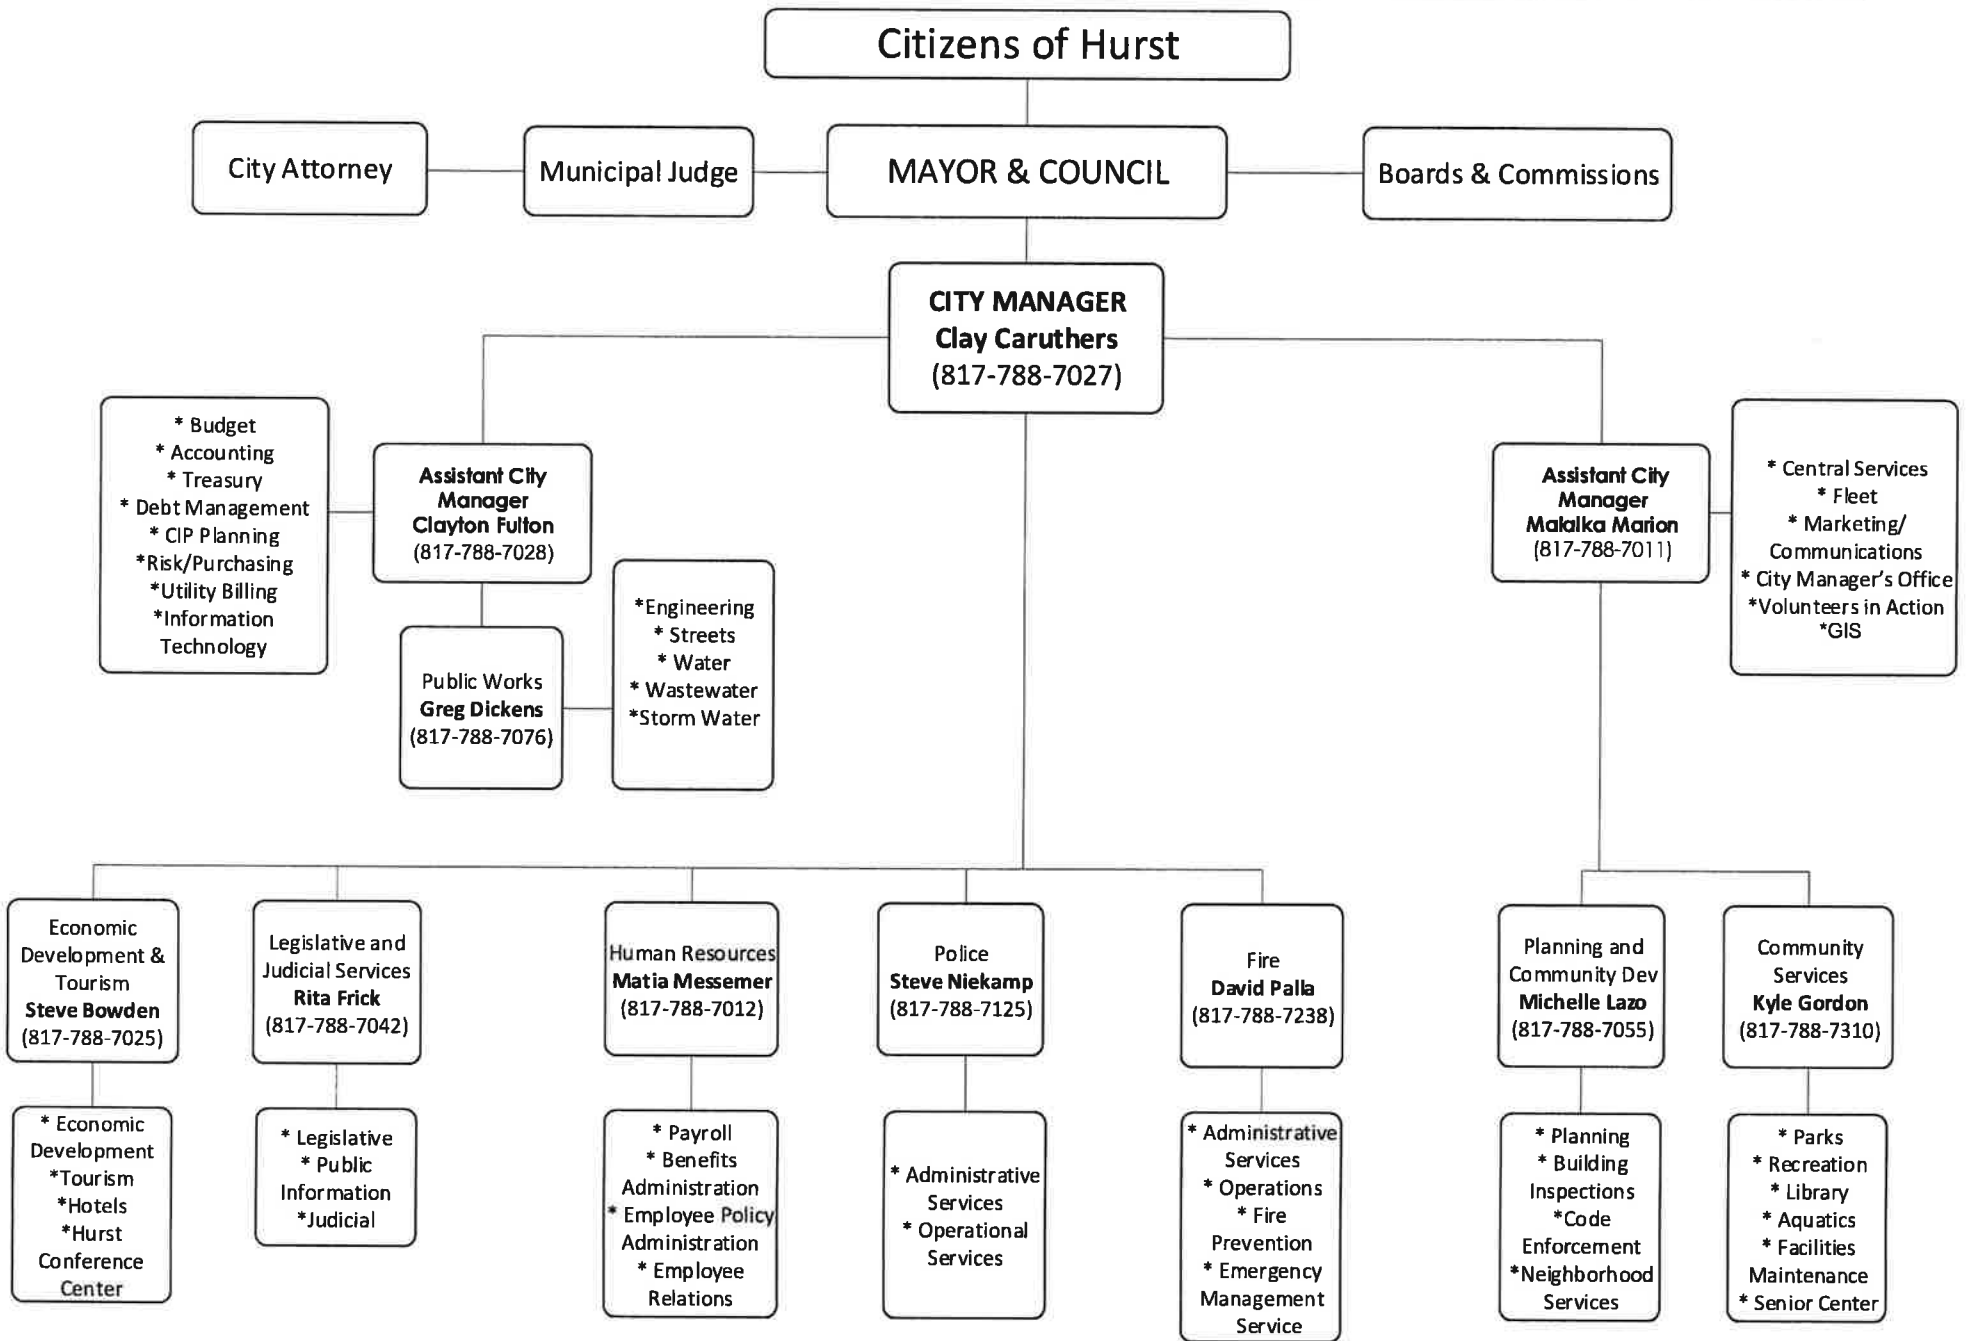 Citizens of Hurst
City Attorney
Municipal Judge
MAYOR & COUNCIL
Boards & Commissions
CITY MANAGER
Clay Caruthers
(817-788-7027)
* Budget
* Accounting
* Treasury
* Debt Management
* CIP Planning
*Risk/Purchasing
*Utility Billing
*Information
Technology
Assistant City
Manager
Clayton Fulton
(817-788-7028)
*Engineering
* Streets
* Water
* Wastewater
*Storm Water
Public Works
Greg Dickens
(817-788-7076)
Assistant City
Manager
Malaika Marion
(817-788-7011)
* Central Services
* Fleet
* Marketing/
Communications
* City Manager's Office
*Volunteers in Action
*GIS
Economic
Development &
Tourism
Steve Bowden
(817-788-7025)
Legislative and
Judicial Services
Rita Frick
(817-788-7042)
Human Resources
Matia Messemer
(817-788-7012)
Police
Steve Niekamp
(817-788-7125)
Fire
David Palla
(817-788-7238)
Planning and
Community Dev
Michelle Lazo
(817-788-7055)
Community
Services
Kyle Gordon
(817-788-7310)
* Economic
Development
*Tourism
*Hotels
*Hurst
Conference
Center
* Legislative
* Public
Information
*Judicial
* Payroll
* Benefits
Administration
* Employee Policy
Administration
* Employee
Relations
* Administrative
Services
* Operational
Services
* Administrative
Services
* Operations
* Fire
Prevention
* Emergency
Management
Service
* Planning
* Building
Inspections
*Code
Enforcement
*Neighborhood
Services
* Parks
* Recreation
* Library
* Aquatics
* Facilities
Maintenance
* Senior Center